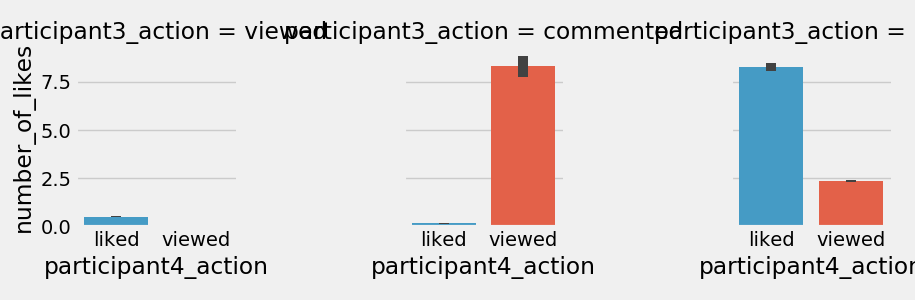 articipant3_action = viewed
participant3_action = commented
participant3_action =
number_of_likes
7.5
5.0
2.5
0.0
liked viewed
liked viewed
liked viewed
participant4_action
participant4_action
participant4_action